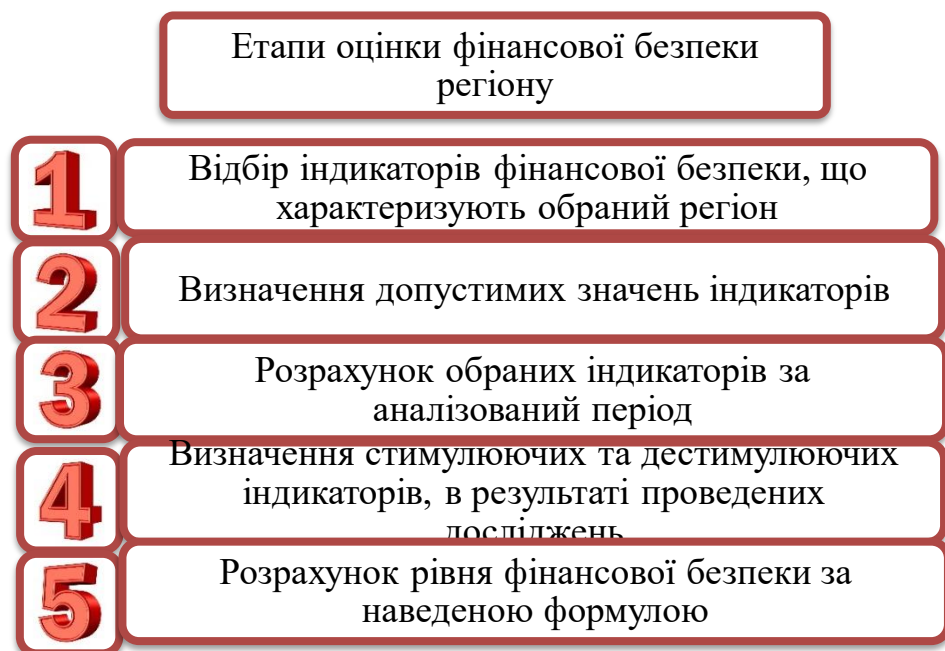 Етапи оцінки фінансової безпеки
регіону
1
Відбір індикаторів фінансової безпеки, що
характеризують обраний регіон
2
Визначення допустимих значень індикаторів
3
Розрахунок обраних індикаторів за
аналізований період
4
Визначення стимулюючих та дестимулюючих
індикаторів, в результаті проведених
досліджень
5
Розрахунок рівня фінансової безпеки за
наведеною формулою